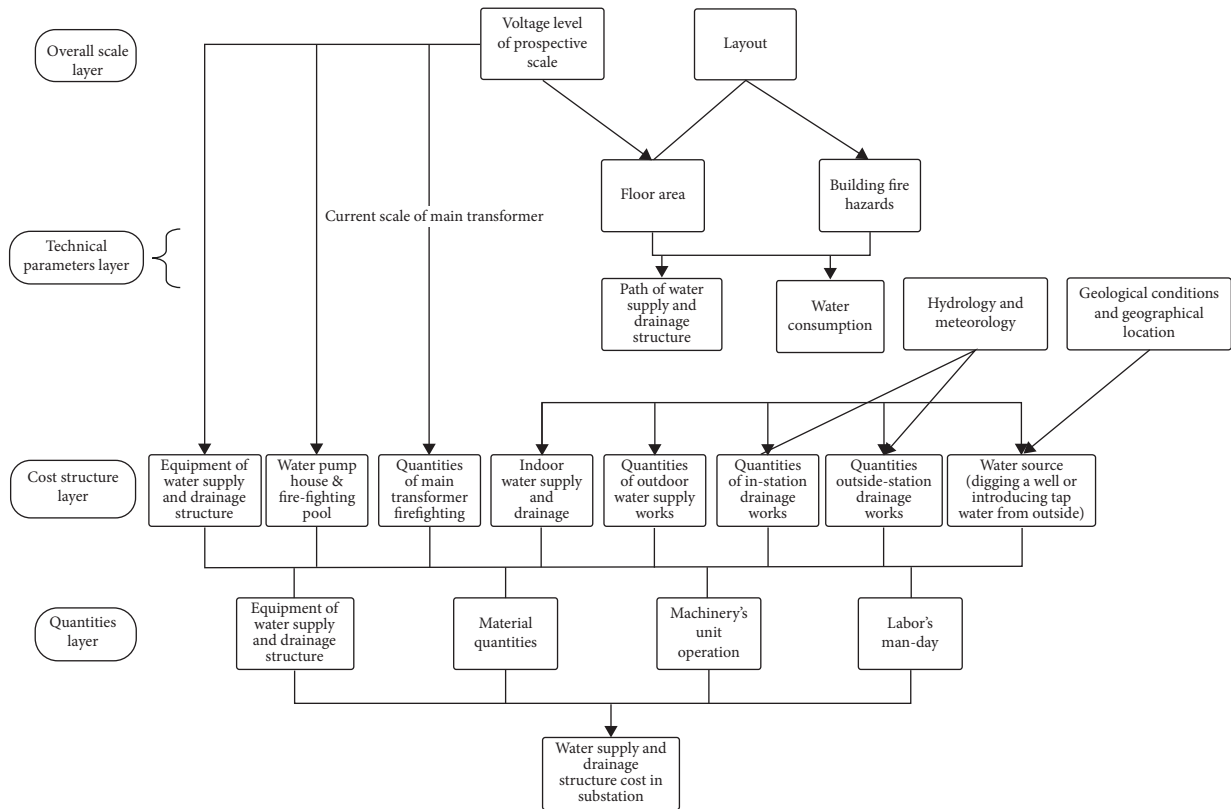 Overall scale
layer
Voltage level
of prospective
scale
Layout
Floor area
Building fire
hazards
Current scale of main transformer
Technical
parameters layer
Path of water
supply and
drainage
structure
Water
consumption
Hydrology and
meteorology
Geological conditions
and geographical
location
Cost structure
layer
Equipment of
water supply
and drainage
structure
Water pump
house &
fire-fighting
pool
Quantities
of main
transformer
firefighting
Indoor
water supply
and
drainage
Quantities
of outdoor
water supply
works
Quantities
of in-station
drainage
works
Quantities
outside-station
drainage
works
Water source
(digging a well or
introducing tap
water from outside)
Quantities
layer
Equipment of
water supply
and drainage
structure
Material
quantities
Machinery’s
unit
operation
Labor’s
man-day
Water supply and
drainage
structure cost in
substation